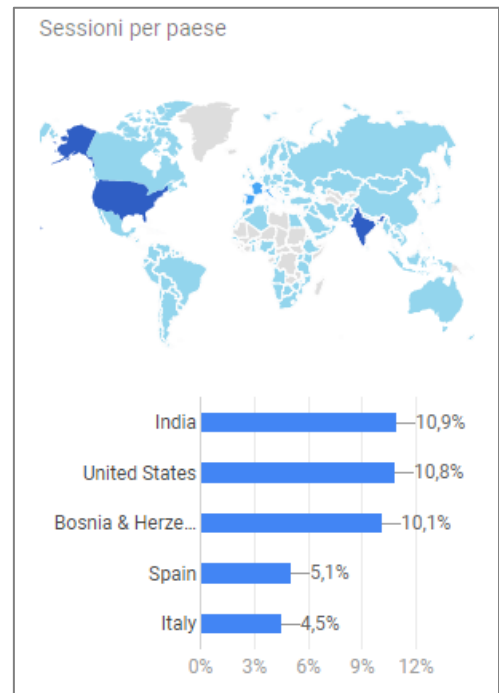 Sessioni per paese
India 10,9%
United States 10,8%
Bosnia & Herze... 10,1%
Spain 5,1%
Italy 4,5%
0% 3% 6% 9% 12%